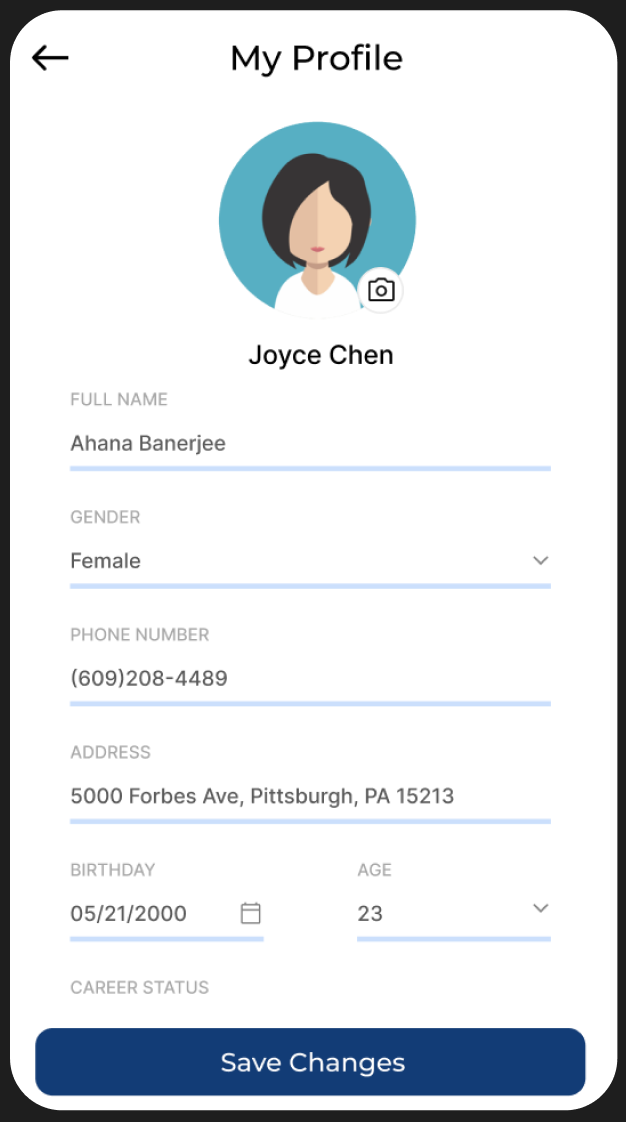 My Profile
Joyce Chen
FULL NAME
Ahana Banerjee
GENDER
Female
PHONE NUMBER
(609)208-4489
ADDRESS
5000 Forbes Ave, Pittsburgh, PA 15213
BIRTHDAY AGE
05/21/2000 23
CAREER STATUS
Save Changes